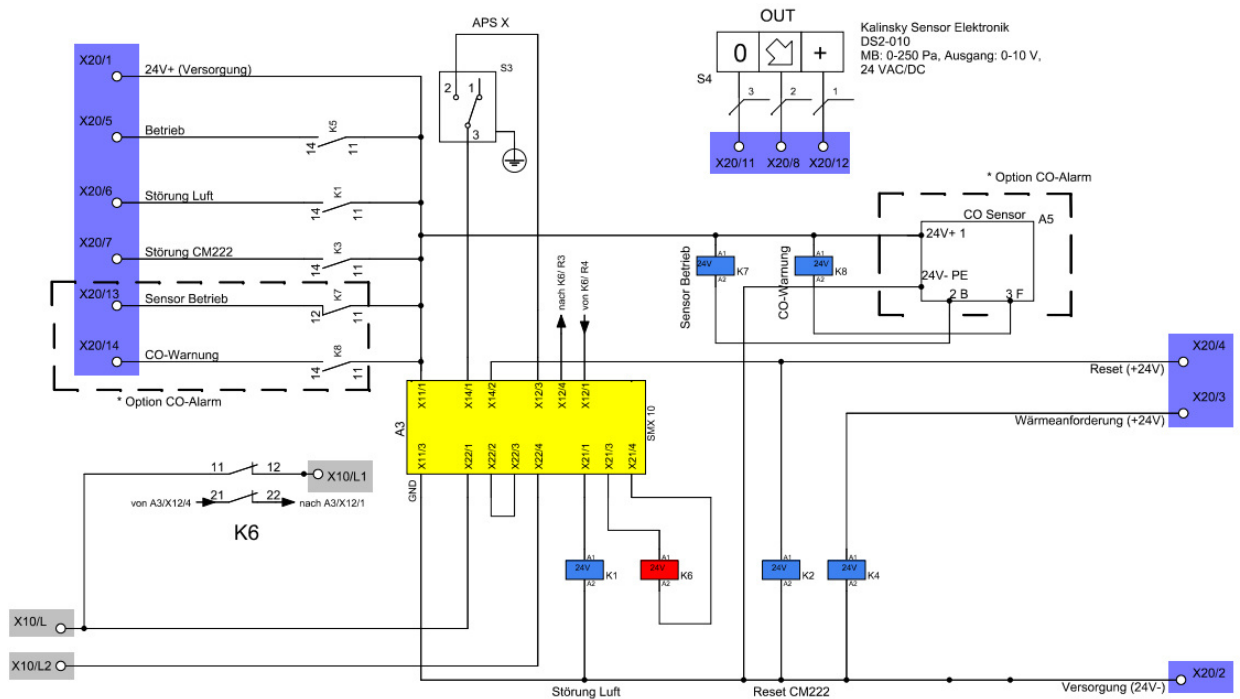 APS X
OUT
Kalinsky Sensor Elektronik
DS2-010
MB: 0-250 Pa, Ausgang: 0-10 V,
24 VAC/DC
0
+
S4
3
2
1
X20/11
X20/8
X20/12
S3
2
1
3
X20/1
24V+ (Versorgung)
X20/5
Betrieb
K5
14
11
X20/6
Störung Luft
K1
14
11
X20/7
Störung CM222
K3
14
11
X20/13
Sensor Betrieb
K7
12
11
X20/14
CO-Warnung
K8
14
11
* Option CO-Alarm
* Option CO-Alarm
CO Sensor
A5
24V+ 1
24V- PE
2 B
3 F
Sensor Betrieb
A1
24V
K7
A2
CO-Warnung
A1
24V
K8
A2
nach K6/ R3
von K6/ R4
X20/4
Reset (+24V)
X20/3
Wärmeanforderung (+24V)
A3
X11/1
X14/1
X14/2
X12/3
X12/4
X12/1
SMX 10
X11/3
X22/1
X22/2
X22/3
X22/4
X21/1
X21/3
X21/4
GND
11
12
X10/L1
von A3/X12/4
21
22
nach A3/X12/1
K6
A1
24V
K1
A2
A1
24V
K6
A2
A1
24V
K2
A2
A1
24V
K4
A2
X10/L
X10/L2
Störung Luft
Reset CM222
X20/2
Versorgung (24V-)